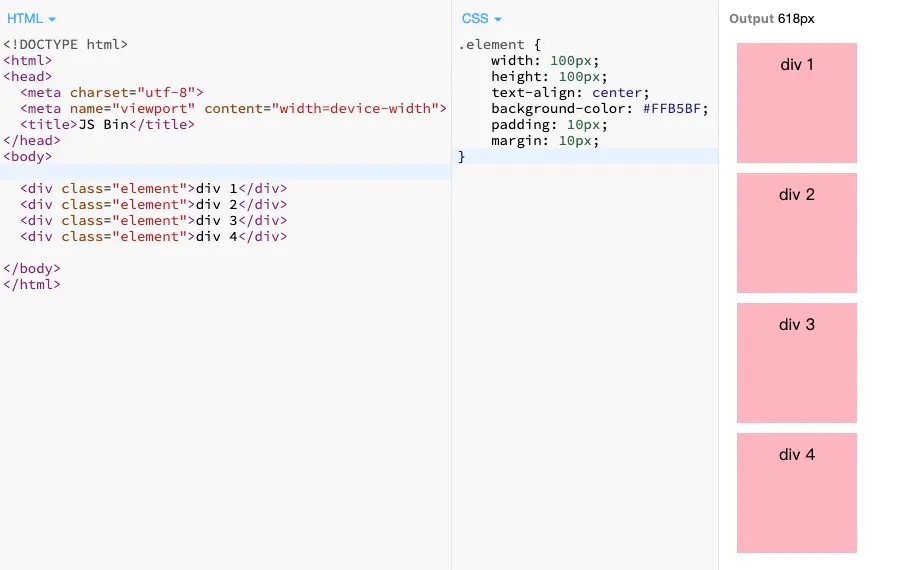 HTML
<!DOCTYPE html>
<html>
<head>
  <meta charset="utf-8">
  <meta name="viewport" content="width=device-width">
  <title>JS Bin</title>
</head>
<body>

  <div class="element">div 1</div>
  <div class="element">div 2</div>
  <div class="element">div 3</div>
  <div class="element">div 4</div>

</body>
</html>
CSS
.element {
    width: 100px;
    height: 100px;
    text-align: center;
    background-color: #FFB5BF;
    padding: 10px;
    margin: 10px;
}
Output 618px
div 1
div 2
div 3
div 4